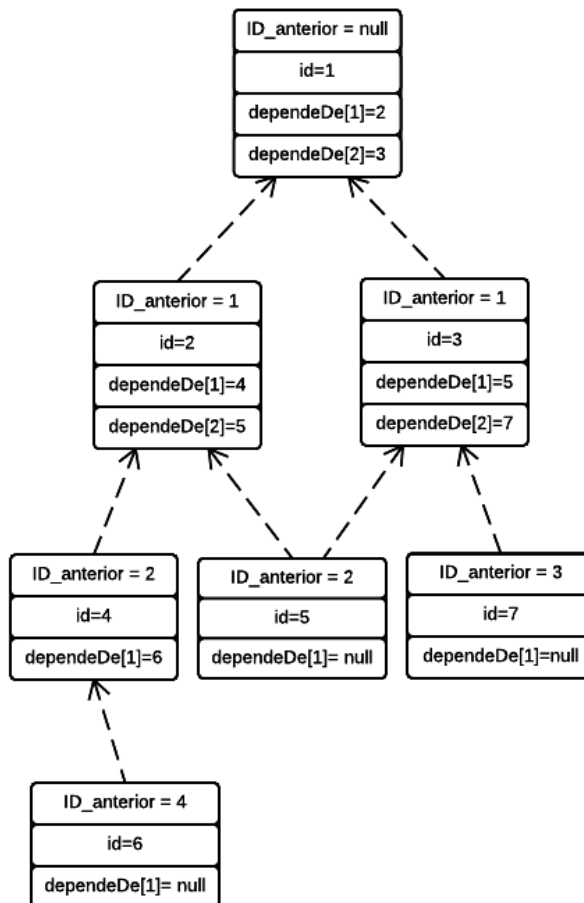 ID_anterior = null
id=1
dependeDe[1]=2
dependeDe[2]=3
ID_anterior = 1
id=2
dependeDe[1]=4
dependeDe[2]=5
ID_anterior = 1
id=3
dependeDe[1]=5
dependeDe[2]=7
ID_anterior = 2
id=4
dependeDe[1]=6
ID_anterior = 2
id=5
dependeDe[1]= null
ID_anterior = 3
id=7
dependeDe[1]=null
ID_anterior = 4
id=6
dependeDe[1]= null